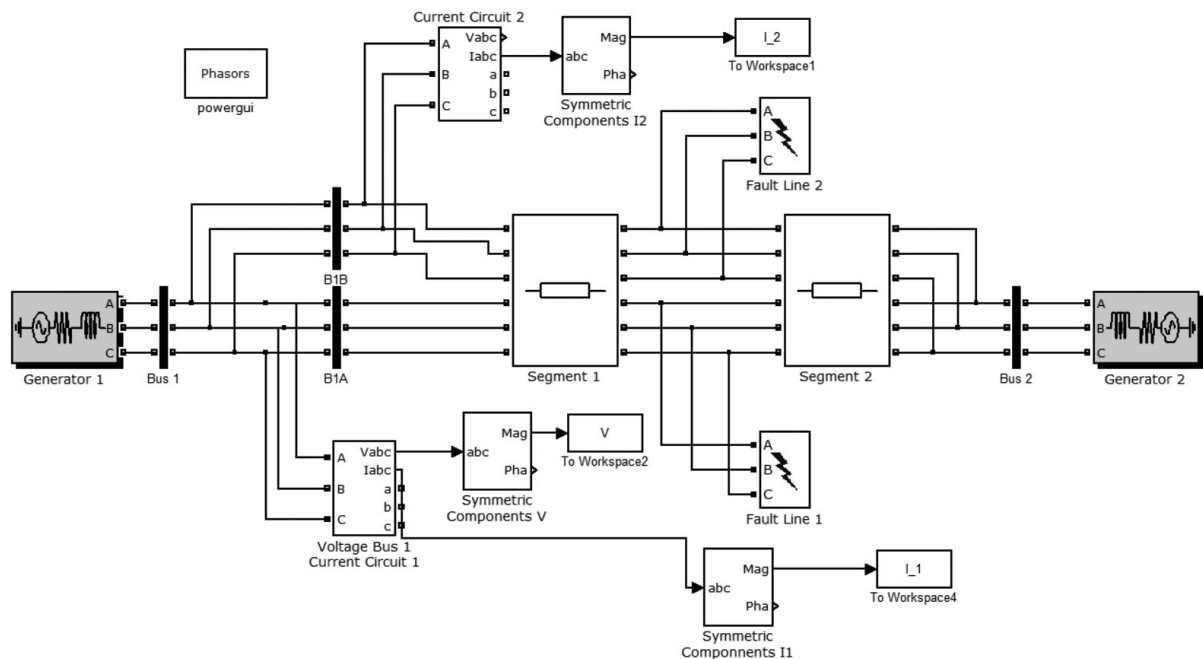 Current Circuit 2
Vabc
A
Iabc
B
a
b
C
c
Mag
abc
Pha
Symmetric
Components I2
I_2
To Workspace1
Phasors
powergui
A
B
C
Fault Line 2
B1B
A
B
C
Generator 1
Bus 1
B1A
Segment 1
Segment 2
Bus 2
A
B
C
Generator 2
Vabc
A
Iabc
B
a
b
C
c
Voltage Bus 1
Current Circuit 1
Mag
abc
Pha
Symmetric
Components V
V
To Workspace2
A
B
C
Fault Line 1
Mag
abc
Pha
Symmetric
Componnents I1
I_1
To Workspace4